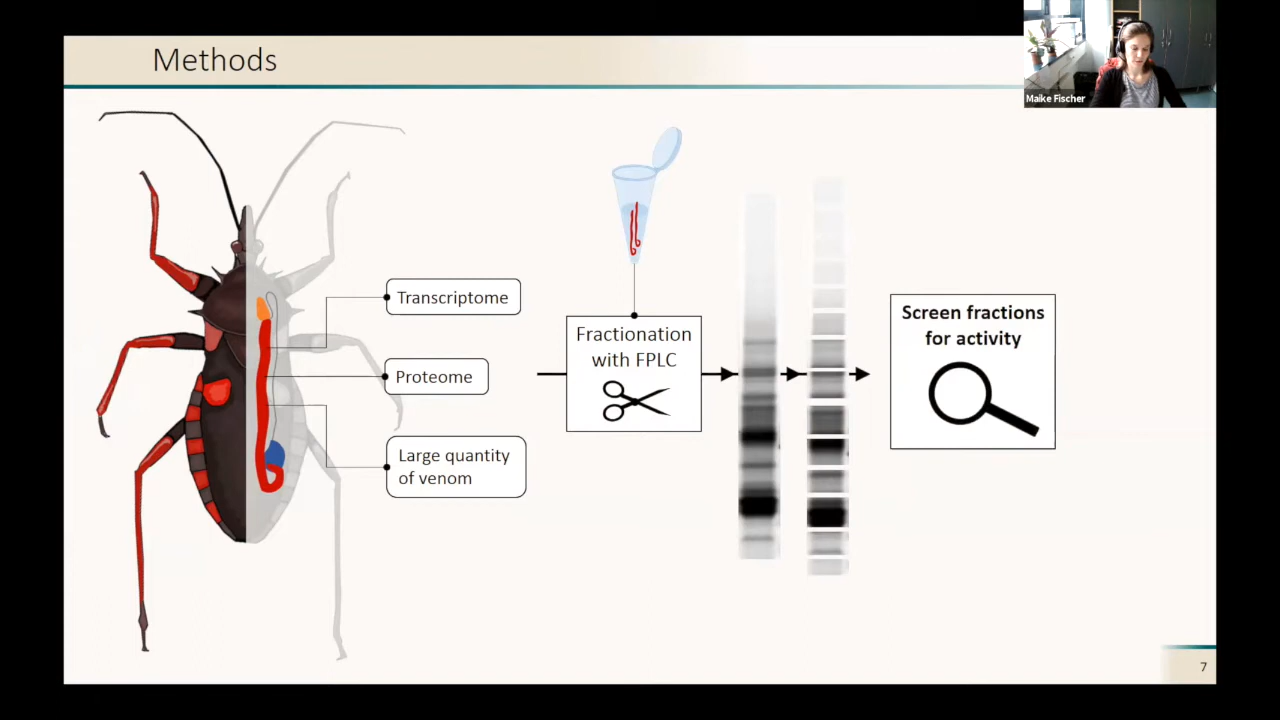 Methods
Maike Fischer
Transcriptome
Proteome
Large quantity
of venom
Fractionation
with FPLC
Screen fractions
for activity
7